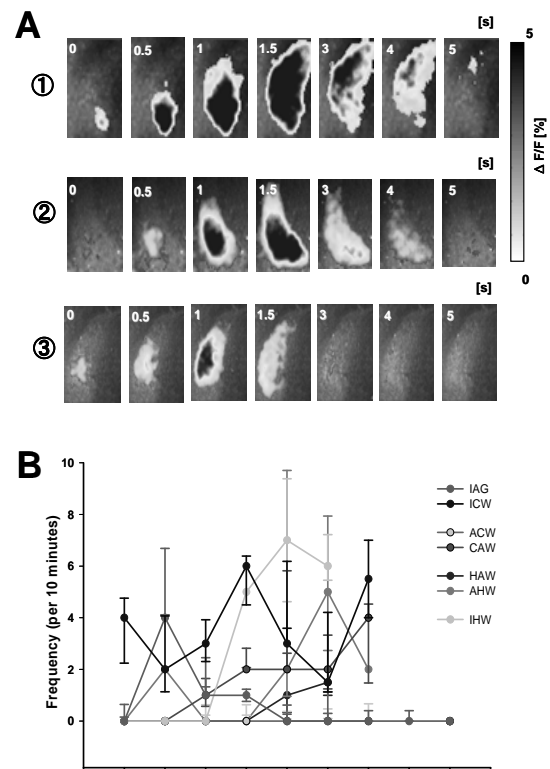 A
[s]
① 0 0.5 1 1.5 3 4 5
5
Δ F/F [%]
0
[s]
② 0 0.5 1 1.5 3 4 5
[s]
③ 0 0.5 1 1.5 3 4 5
B
Frequency (per 10 minutes)
10
8
6
4
2
0
IAG
ICW
ACW
CAW
HAW
AHW
IHW